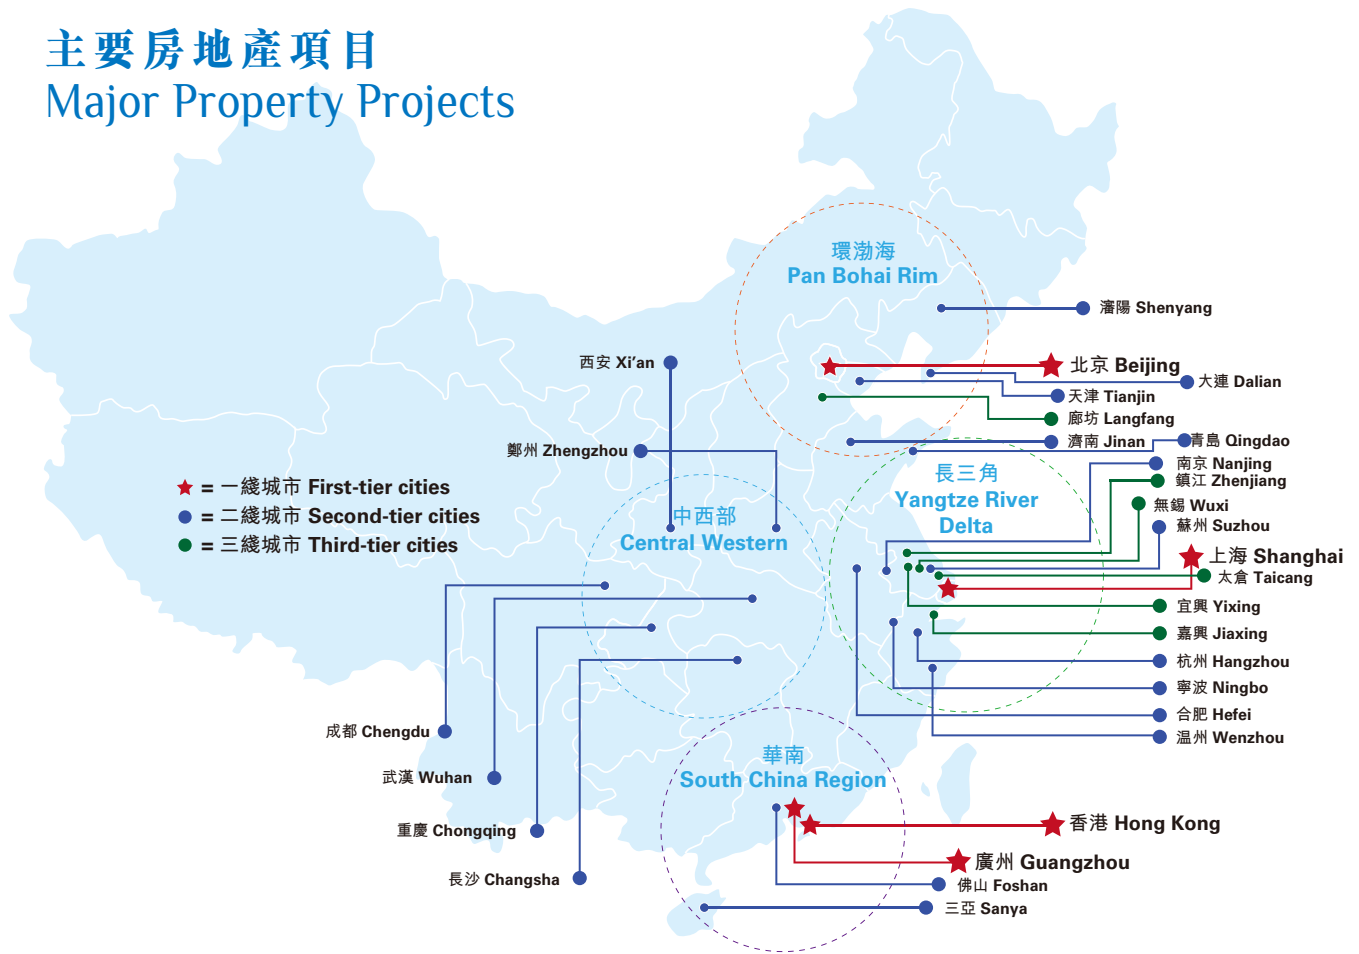 主要房地產項目
Major Property Projects
環渤海
Pan Bohai Rim
瀋陽 Shenyang
西安 Xi’an
北京 Beijing
大連 Dalian
天津 Tianjin
廊坊 Langfang
濟南 Jinan
青島 Qingdao
鄭州 Zhengzhou
長三角
Yangtze River
Delta
南京 Nanjing
鎮江 Zhenjiang
無錫 Wuxi
蘇州 Suzhou
上海 Shanghai
太倉 Taicang
宜興 Yixing
嘉興 Jiaxing
杭州 Hangzhou
寧波 Ningbo
合肥 Hefei
温州 Wenzhou
= 一綫城市 First-tier cities
= 二綫城市 Second-tier cities
= 三綫城市 Third-tier cities
中西部
Central Western
成都 Chengdu
武漢 Wuhan
重慶 Chongqing
長沙 Changsha
華南
South China Region
香港 Hong Kong
廣州 Guangzhou
佛山 Foshan
三亞 Sanya